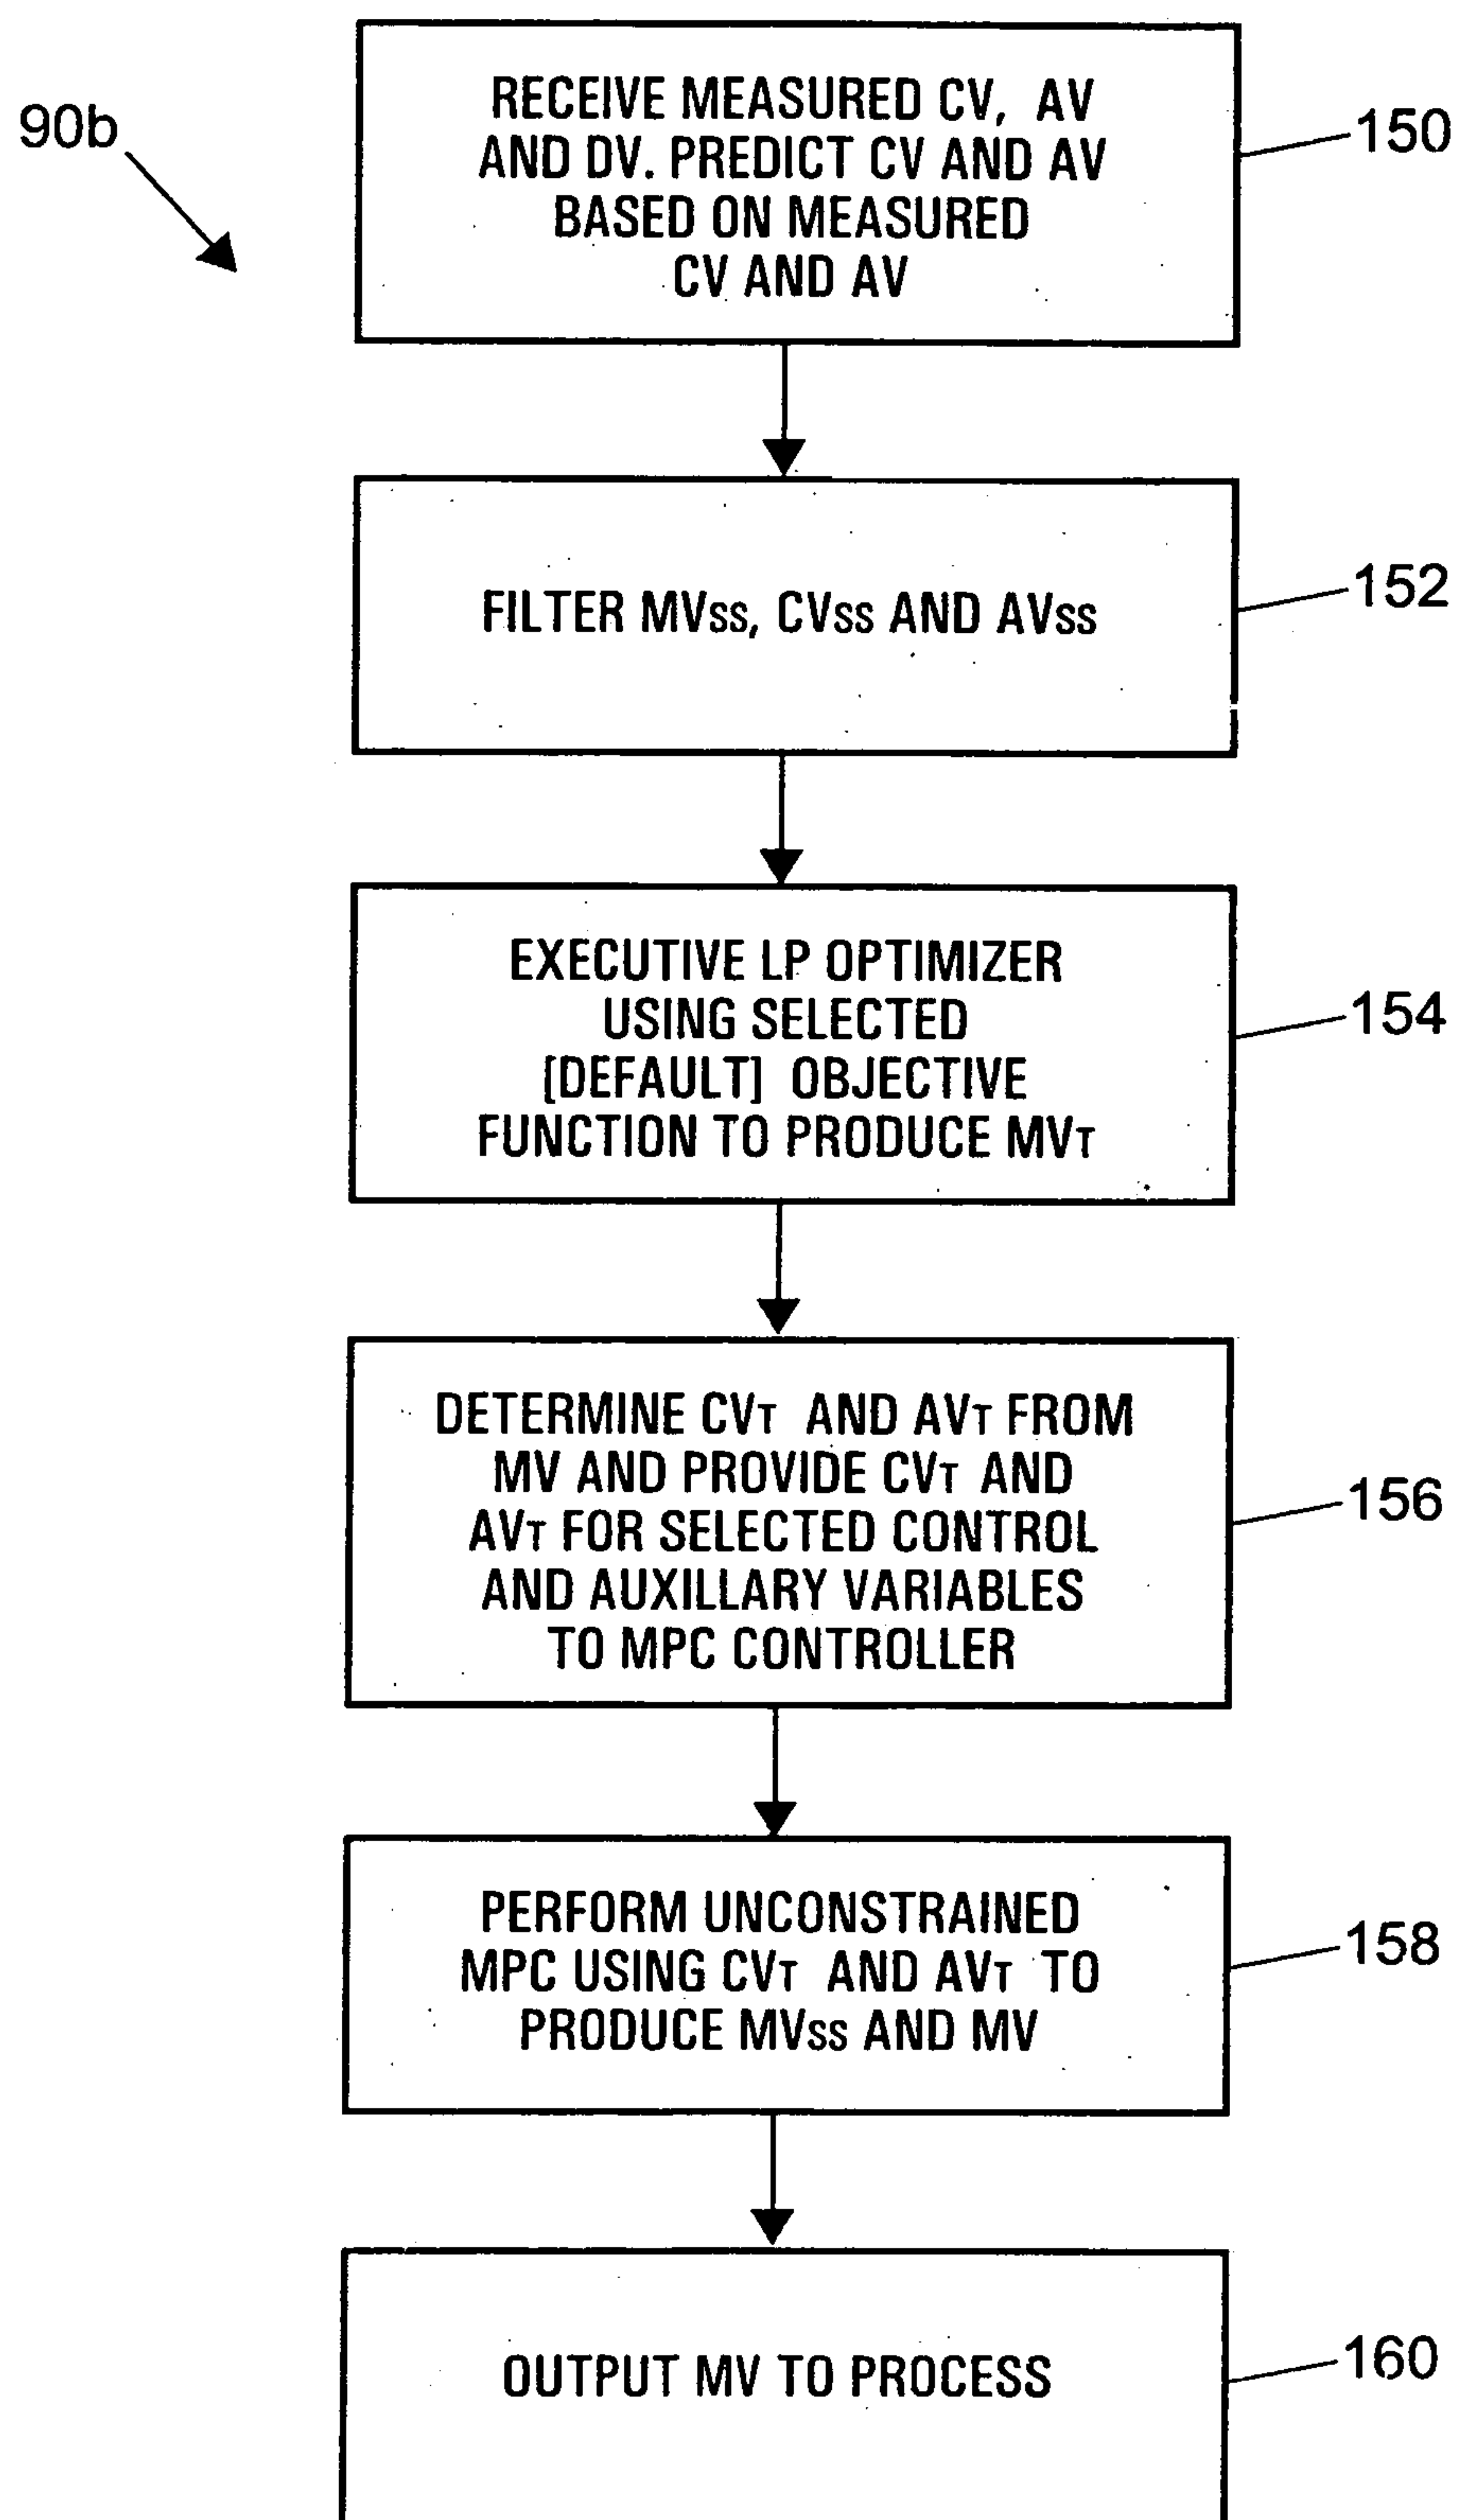 90b
RECEIVE MEASURED CV, AV
AND DV. PREDICT CV AND AV
BASED ON MEASURED
CV AND AV
150
FILTER MVSS, CVSS AND AVSS
152
EXECUTIVE LP OPTIMIZER
USING SELECTED
[DEFAULT] OBJECTIVE
FUNCTION TO PRODUCE MVT
154
DETERMINE CVT AND AVT FROM
MV AND PROVIDE CVT AND
AVT FOR SELECTED CONTROL
AND AUXILLARY VARIABLES
TO MPC CONTROLLER
156
PERFORM UNCONSTRAINED
MPC USING CVT AND AVT TO
PRODUCE MVSS AND MV
158
OUTPUT MV TO PROCESS
160